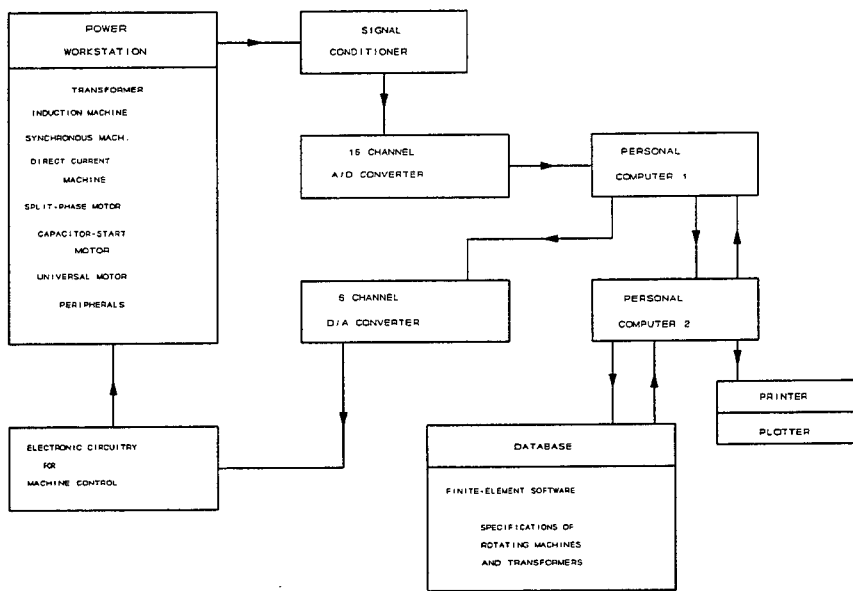 POWER
WORKSTATION
TRANSFORMER
INDUCTION MACHINE
SYNCHRONOUS MACH.
DIRECT CURRENT
MACHINE
SPLIT-PHASE MOTOR
CAPACITOR-START
MOTOR
UNIVERSAL MOTOR
PERIPHERALS
SIGNAL
CONDITIONER
16 CHANNEL
A/D CONVERTER
PERSONAL
COMPUTER 1
6 CHANNEL
D/A CONVERTER
PERSONAL
COMPUTER 2
PRINTER
PLOTTER
ELECTRONIC CIRCUITRY
FOR
MACHINE CONTROL
DATABASE
FINITE-ELEMENT SOFTWARE
SPECIFICATIONS OF
ROTATING MACHINES
AND TRANSFORMERS